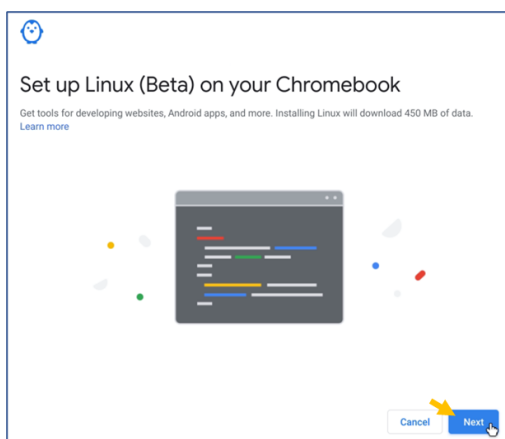 Set up Linux (Beta) on your Chromebook
Get tools for developing websites, Android apps, and more. Installing Linux will download 450 MB of data.
Learn more
Cancel
Next